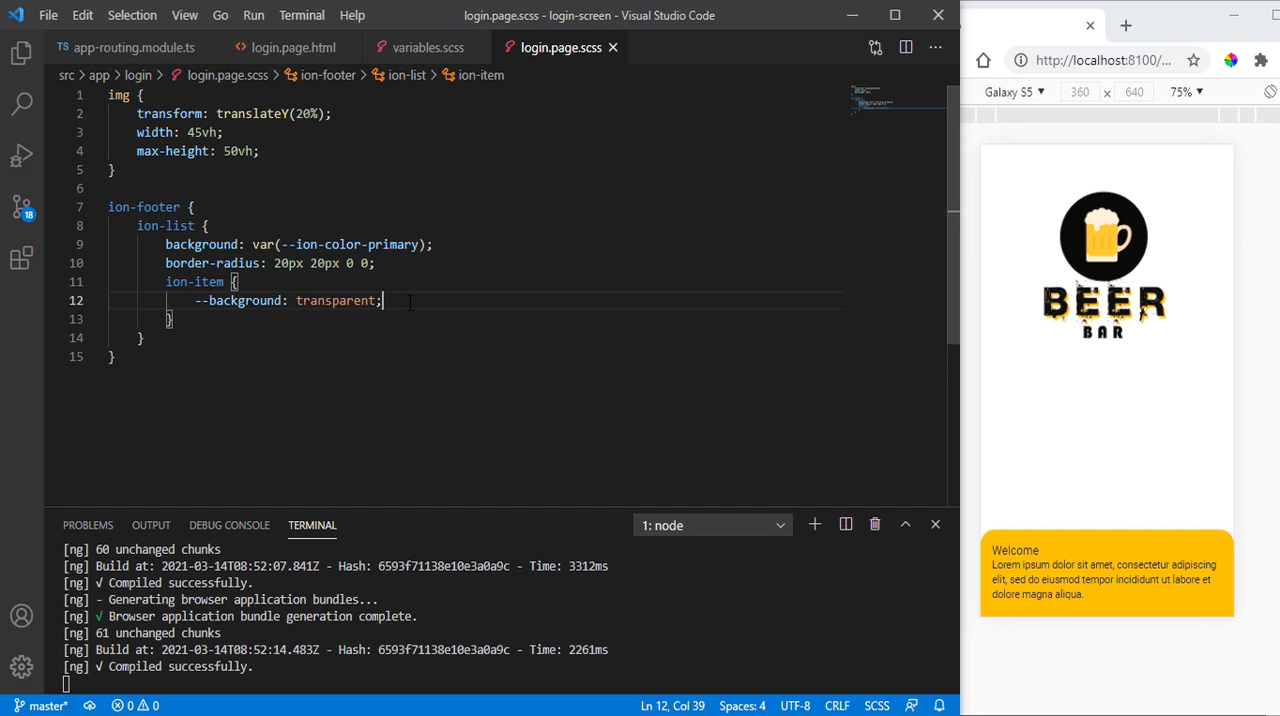 File Edit Selection View Go Run Terminal Help login.page.scss - login-screen - Visual Studio Code
TS app-routing.module.ts <> login.page.html variables.scss login.page.scss
src > app > login > login.page.scss > ion-footer > ion-list > ion-item
1 img {
2 transform: translateY(20%);
3 width: 45vh;
4 max-height: 50vh;
5 }
6
7 ion-footer {
8 ion-list {
9 background: var(--ion-color-primary);
10 border-radius: 20px 20px 0 0;
11 ion-item {
12 --background: transparent;
13 }
14 }
15 }
18
PROBLEMS OUTPUT DEBUG CONSOLE TERMINAL 1: node
[ng] 60 unchanged chunks
[ng] Build at: 2021-03-14T08:52:07.841Z - Hash: 6593f71138e10e3a0a9c - Time: 3312ms
[ng] √ Compiled successfully.
[ng] - Generating browser application bundles...
[ng] √ Browser application bundle generation complete.
[ng] 61 unchanged chunks
[ng] Build at: 2021-03-14T08:52:14.483Z - Hash: 6593f71138e10e3a0a9c - Time: 2261ms
[ng] √ Compiled successfully.
master* 0 0 Ln 12, Col 39 Spaces: 4 UTF-8 CRLF SCSS
http://localhost:8100/...
Galaxy S5 ▼ 360 x 640 75% ▼
BEER
BAR
Welcome
Lorem ipsum dolor sit amet, consectetur adipiscing
elit, sed do eiusmod tempor incididunt ut labore et
dolore magna aliqua.